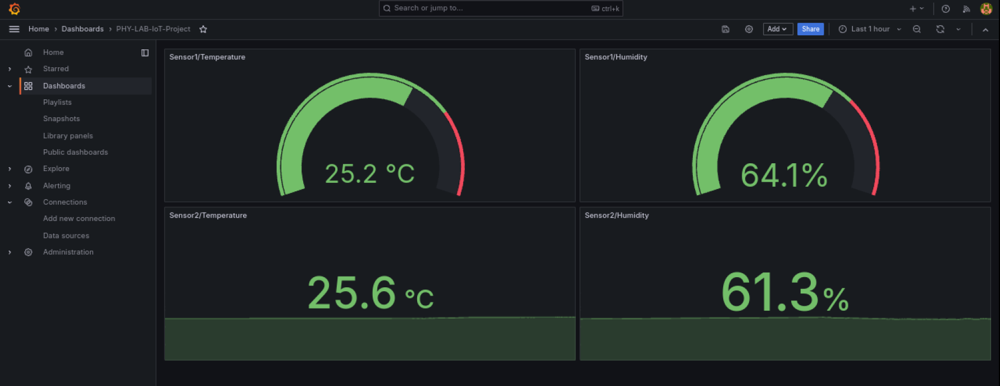 Search or jump to...
ctrl+k
Home › Dashboards › PHY-LAB-IoT-Project
Add
Share
Last 1 hour
Home
Starred
Dashboards
Playlists
Snapshots
Library panels
Public dashboards
Explore
Alerting
Connections
Add new connection
Data sources
Administration
Sensor1/Temperature
25.2 °C
Sensor1/Humidity
64.1%
Sensor2/Temperature
25.6 °C
Sensor2/Humidity
61.3%